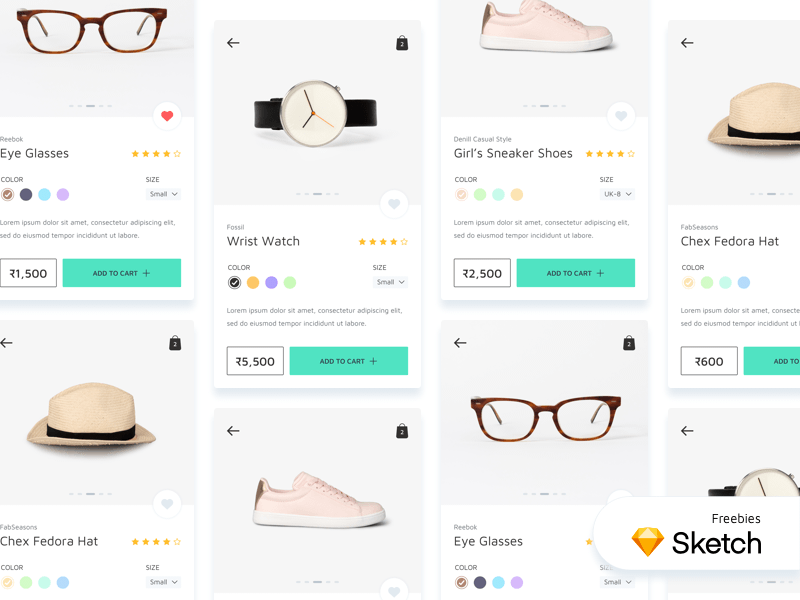 Reebok
Eye Glasses
COLOR
SIZE
Small
Lorem ipsum dolor sit amet, consectetur adipiscing elit,
sed do eiusmod tempor incididunt ut labore.
₹1,500
ADD TO CART
2
FabSeasons
Chex Fedora Hat
COLOR
SIZE
Small
2
Fossil
Wrist Watch
COLOR
SIZE
Small
Lorem ipsum dolor sit amet, consectetur adipiscing elit,
sed do eiusmod tempor incididunt ut labore.
₹5,500
ADD TO CART
2
Denill Casual Style
Girl's Sneaker Shoes
COLOR
SIZE
UK-8
Lorem ipsum dolor sit amet, consectetur adipiscing elit,
sed do eiusmod tempor incididunt ut labore.
₹2,500
ADD TO CART
2
Reebok
Eye Glasses
COLOR
Small
FabSeasons
Chex Fedora Hat
COLOR
Lorem ipsum dolor sit amet, consectetur
sed do eiusmod tempor incididunt ut labore.
₹600
ADD TO
Freebies
Sketch